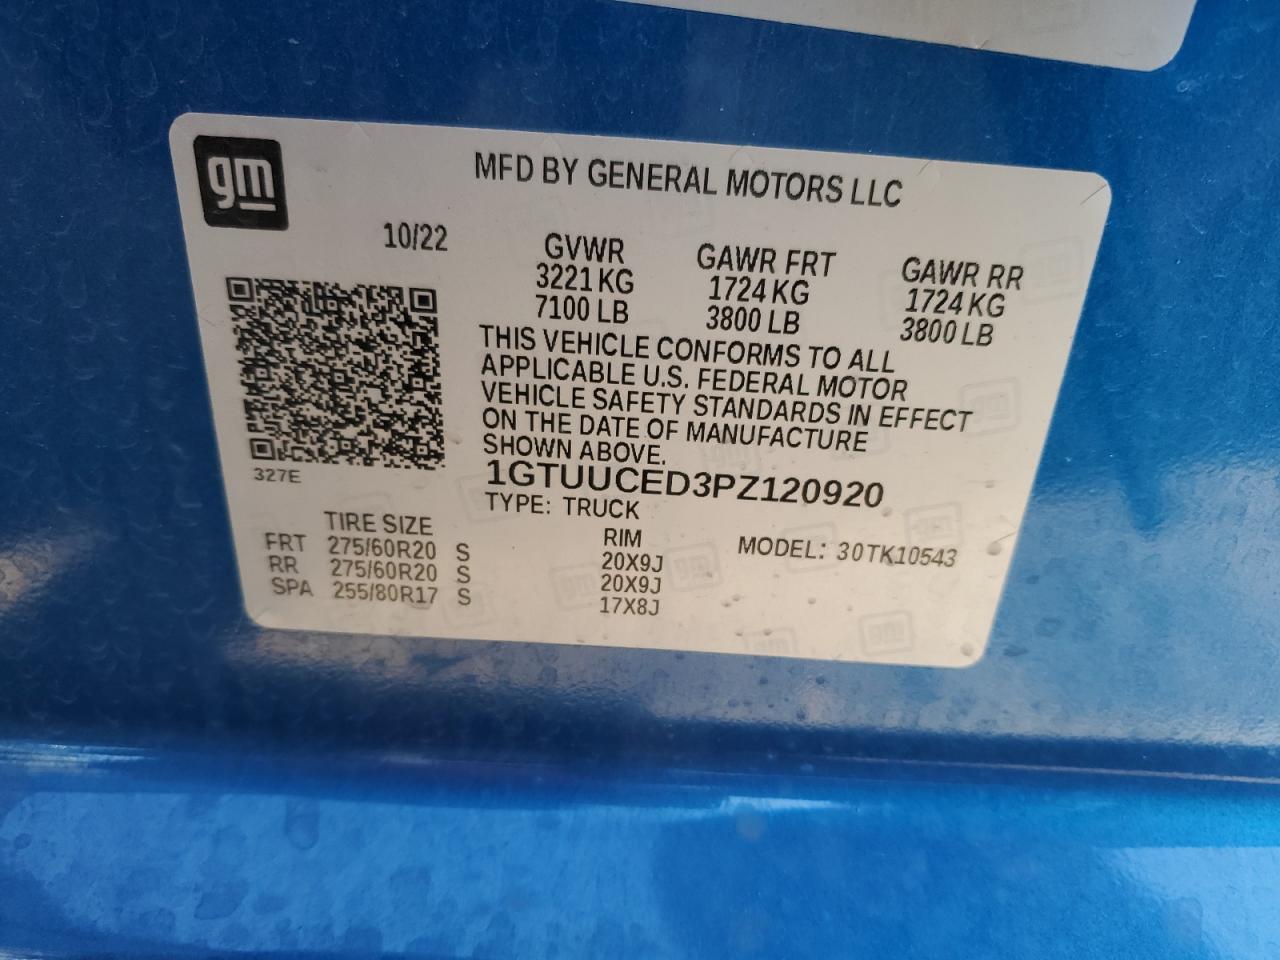 gm
MFD BY GENERAL MOTORS LLC
10/22
GVWR GAWR FRT GAWR RR
3221 KG 1724 KG 1724 KG
7100 LB 3800 LB 3800 LB
THIS VEHICLE CONFORMS TO ALL
APPLICABLE U.S. FEDERAL MOTOR
VEHICLE SAFETY STANDARDS IN EFFECT
ON THE DATE OF MANUFACTURE
SHOWN ABOVE.
327E
1GTUUCED3PZ120920
TYPE: TRUCK
TIRE SIZE RIM MODEL: 30TK10543
FRT 275/60R20 S 20X9J
RR 275/60R20 S 20X9J
SPA 255/80R17 S 17X8J